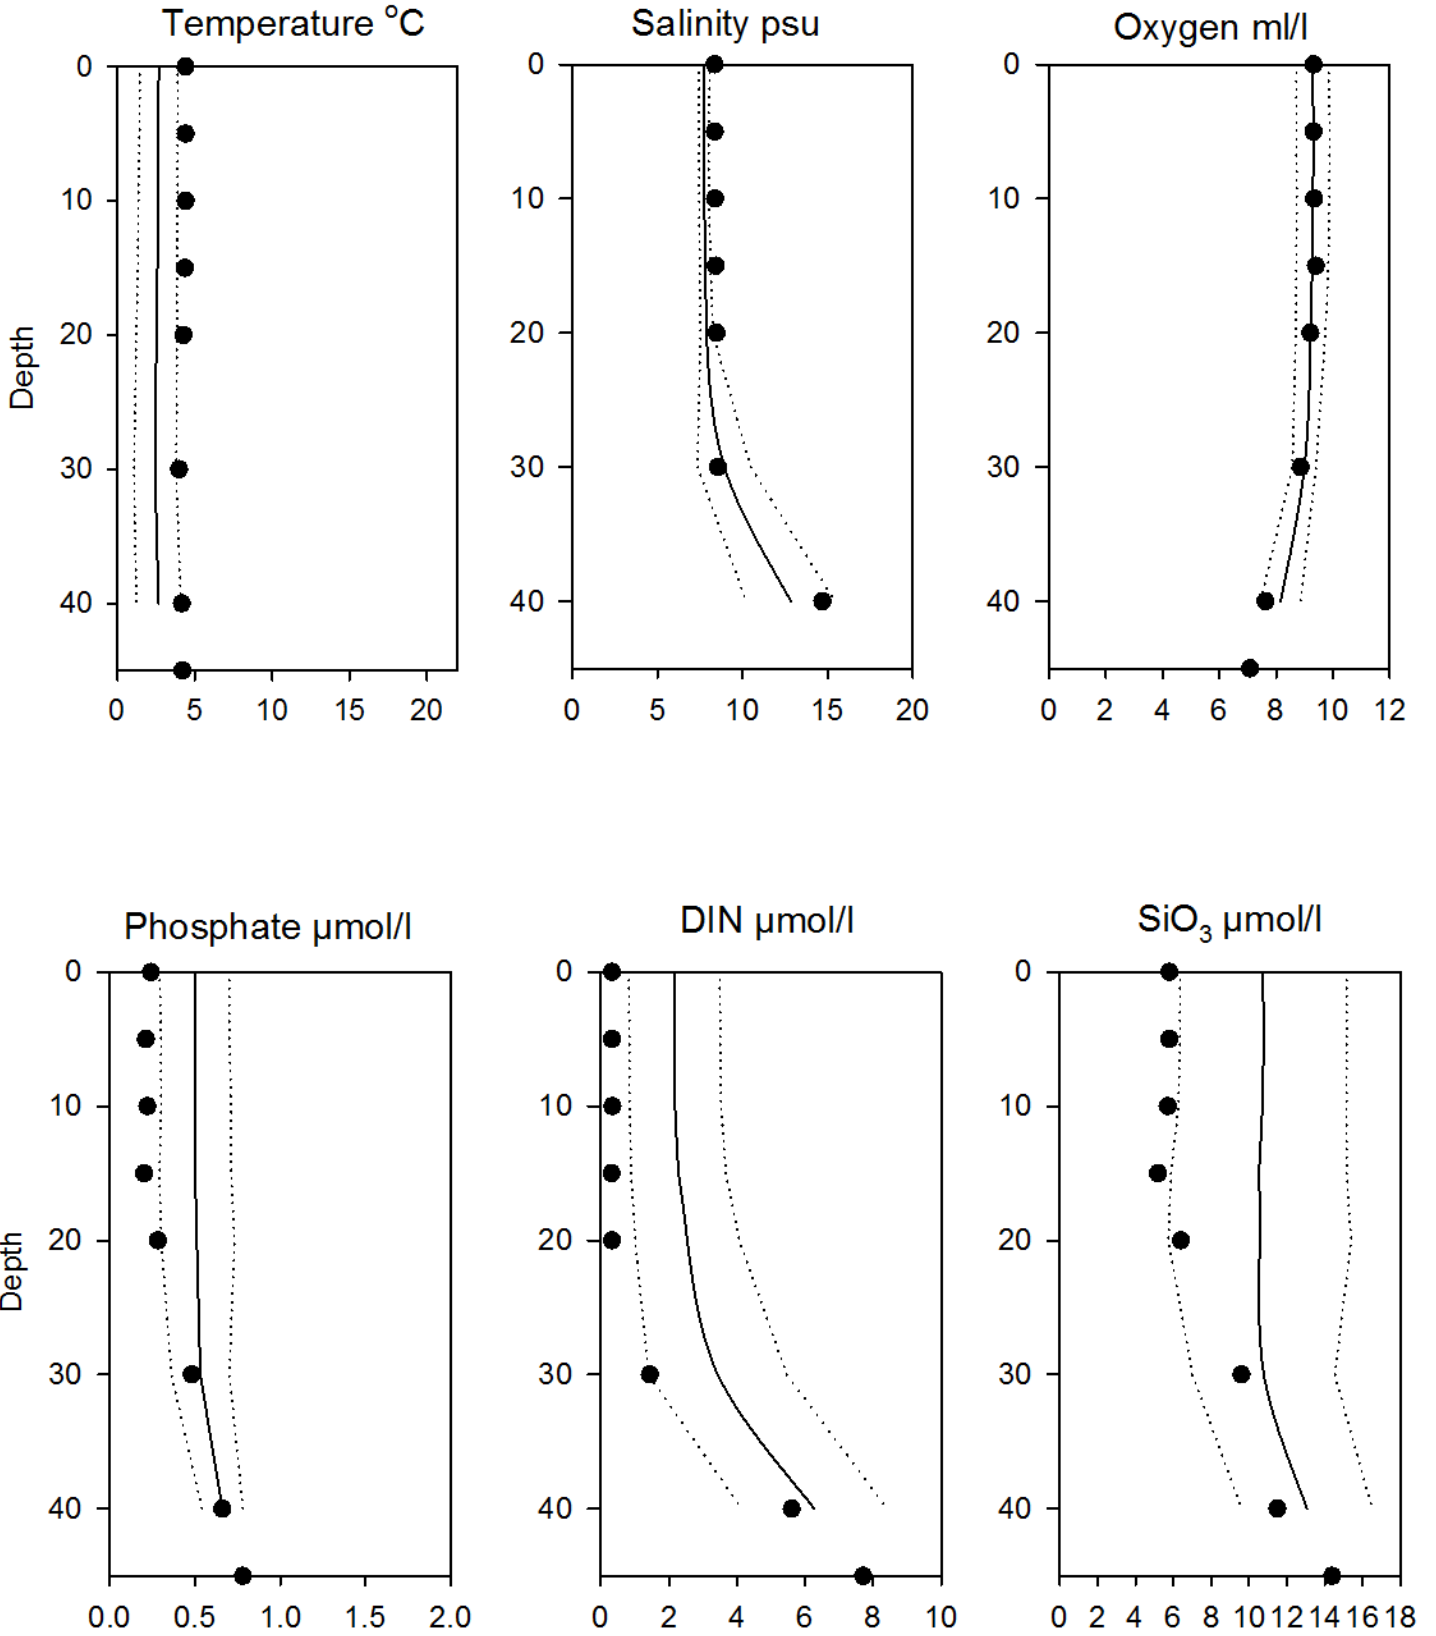 Temperature °C
Salinity psu
Oxygen ml/l
0
10
20
30
40
Depth
0 5 10 15 20
0
10
20
30
40
0 5 10 15 20
0
10
20
30
40
0 2 4 6 8 10 12
Phosphate µmol/l
DIN µmol/l
SiO3 µmol/l
0
10
20
30
40
Depth
0.0 0.5 1.0 1.5 2.0
0
10
20
30
40
0 2 4 6 8 10
0
10
20
30
40
0 2 4 6 8 10 12 14 16 18